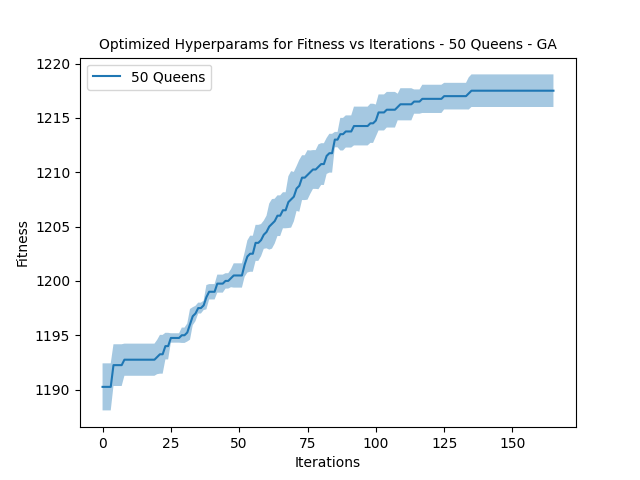 Optimized Hyperparams for Fitness vs Iterations - 50 Queens - GA
50 Queens
1220
1215
1210
1205
1200
1195
1190
Fitness
0 25 50 75 100 125 150
Iterations